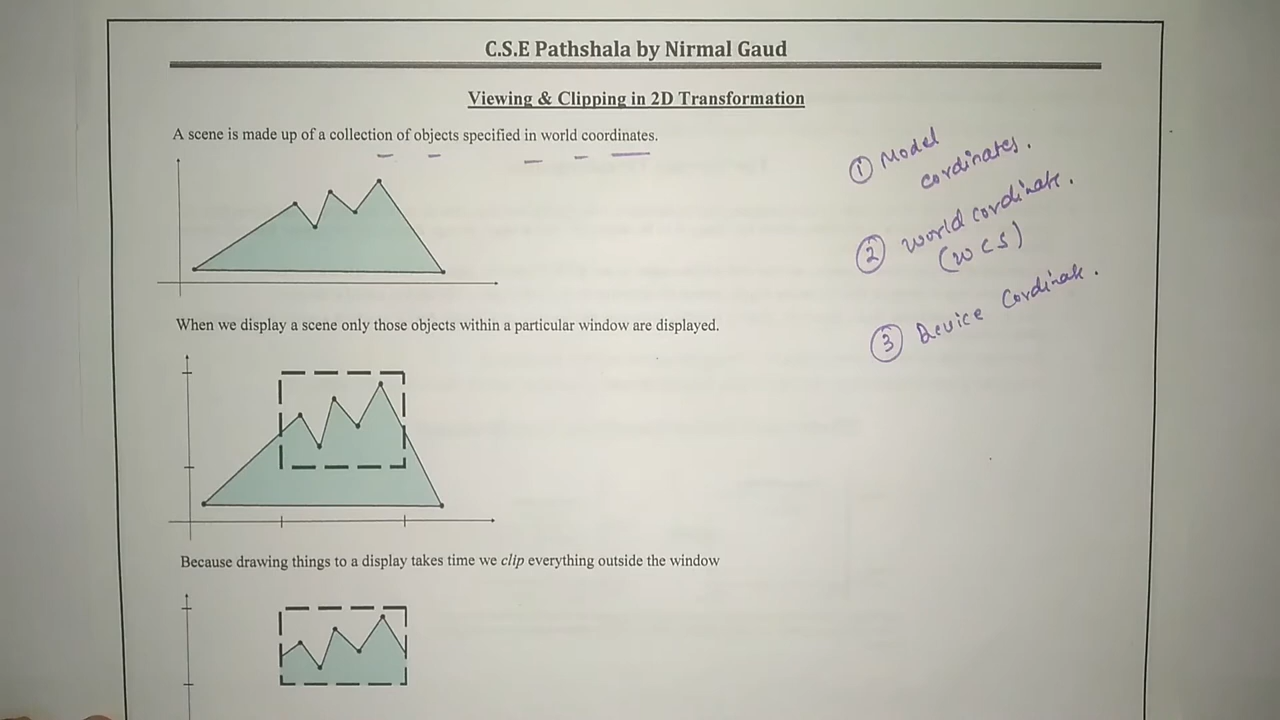 C.S.E Pathshala by Nirmal Gaud
Viewing & Clipping in 2D Transformation
A scene is made up of a collection of objects specified in world coordinates.
① Model
cordinates.
② World cordinate.
(WCS)
③ Device Cordinate.
When we display a scene only those objects within a particular window are displayed.
Because drawing things to a display takes time we clip everything outside the window